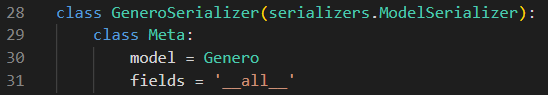 28 class GeneroSerializer(serializers.ModelSerializer):
29     class Meta:
30         model = Genero
31         fields = '__all__'